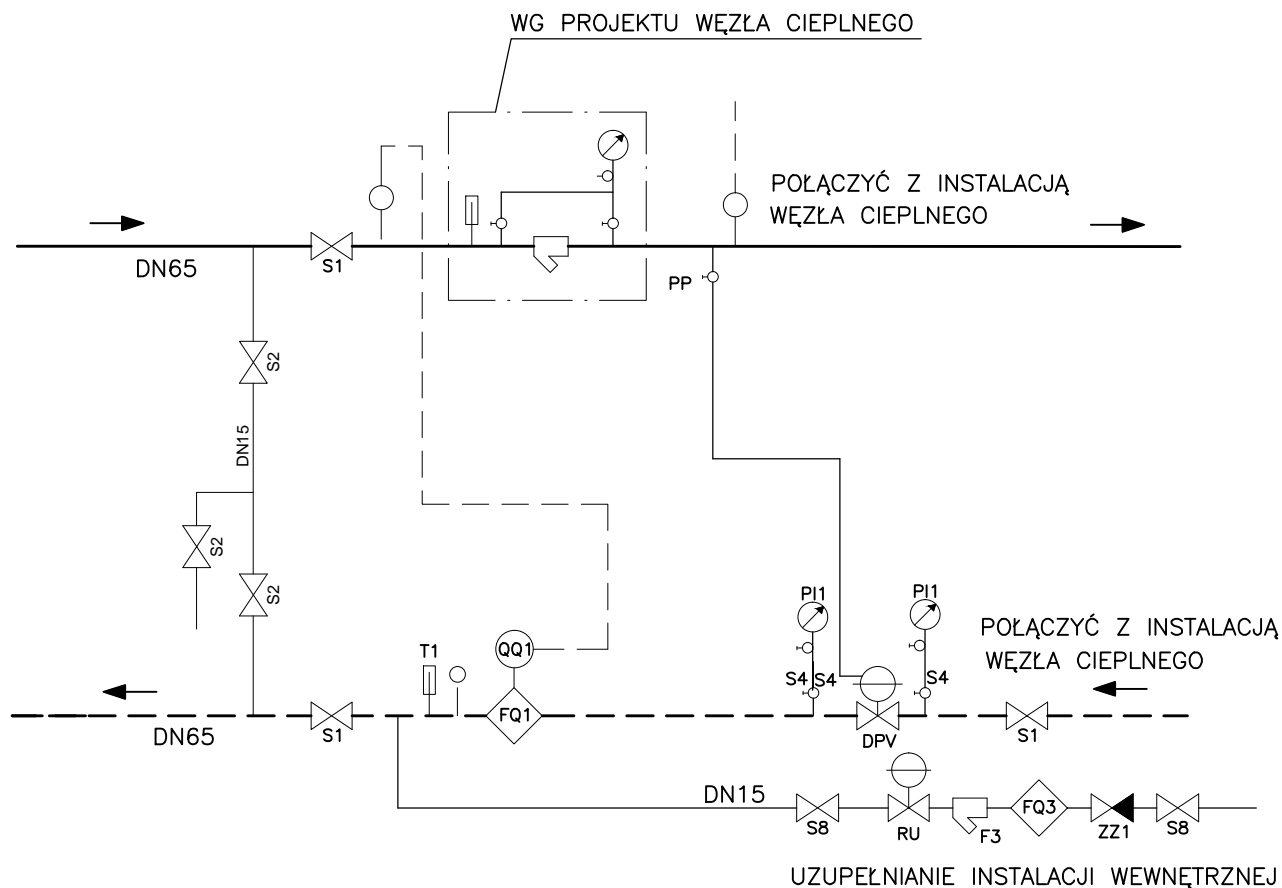 WG PROJEKTU WĘZŁA CIEPLNEGO
POŁĄCZYĆ Z INSTALACJĄ
WĘZŁA CIEPLNEGO
DN65
S1
PP
S2
DN15
S2
S2
PI1
PI1
POŁĄCZYĆ Z INSTALACJĄ
WĘZŁA CIEPLNEGO
T1
QQ1
S4
S4
S4
FQ1
DN65
S1
DPV
S1
DN15
FQ3
S8
RU
F3
ZZ1
S8
UZUPEŁNIANIE INSTALACJI WEWNĘTRZNEJ